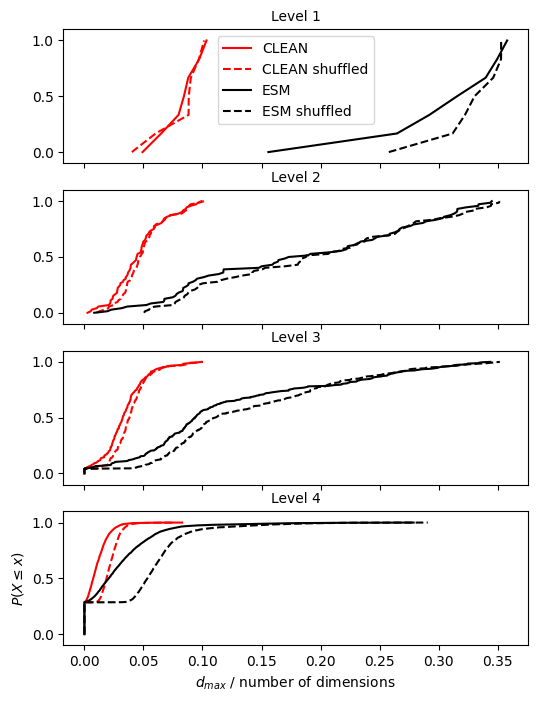 Level 1
1.0
0.5
0.0
CLEAN
CLEAN shuffled
ESM
ESM shuffled
Level 2
1.0
0.5
0.0
Level 3
1.0
0.5
0.0
Level 4
1.0
0.5
0.0
P(X ≤ x)
0.00 0.05 0.10 0.15 0.20 0.25 0.30 0.35
d_max / number of dimensions